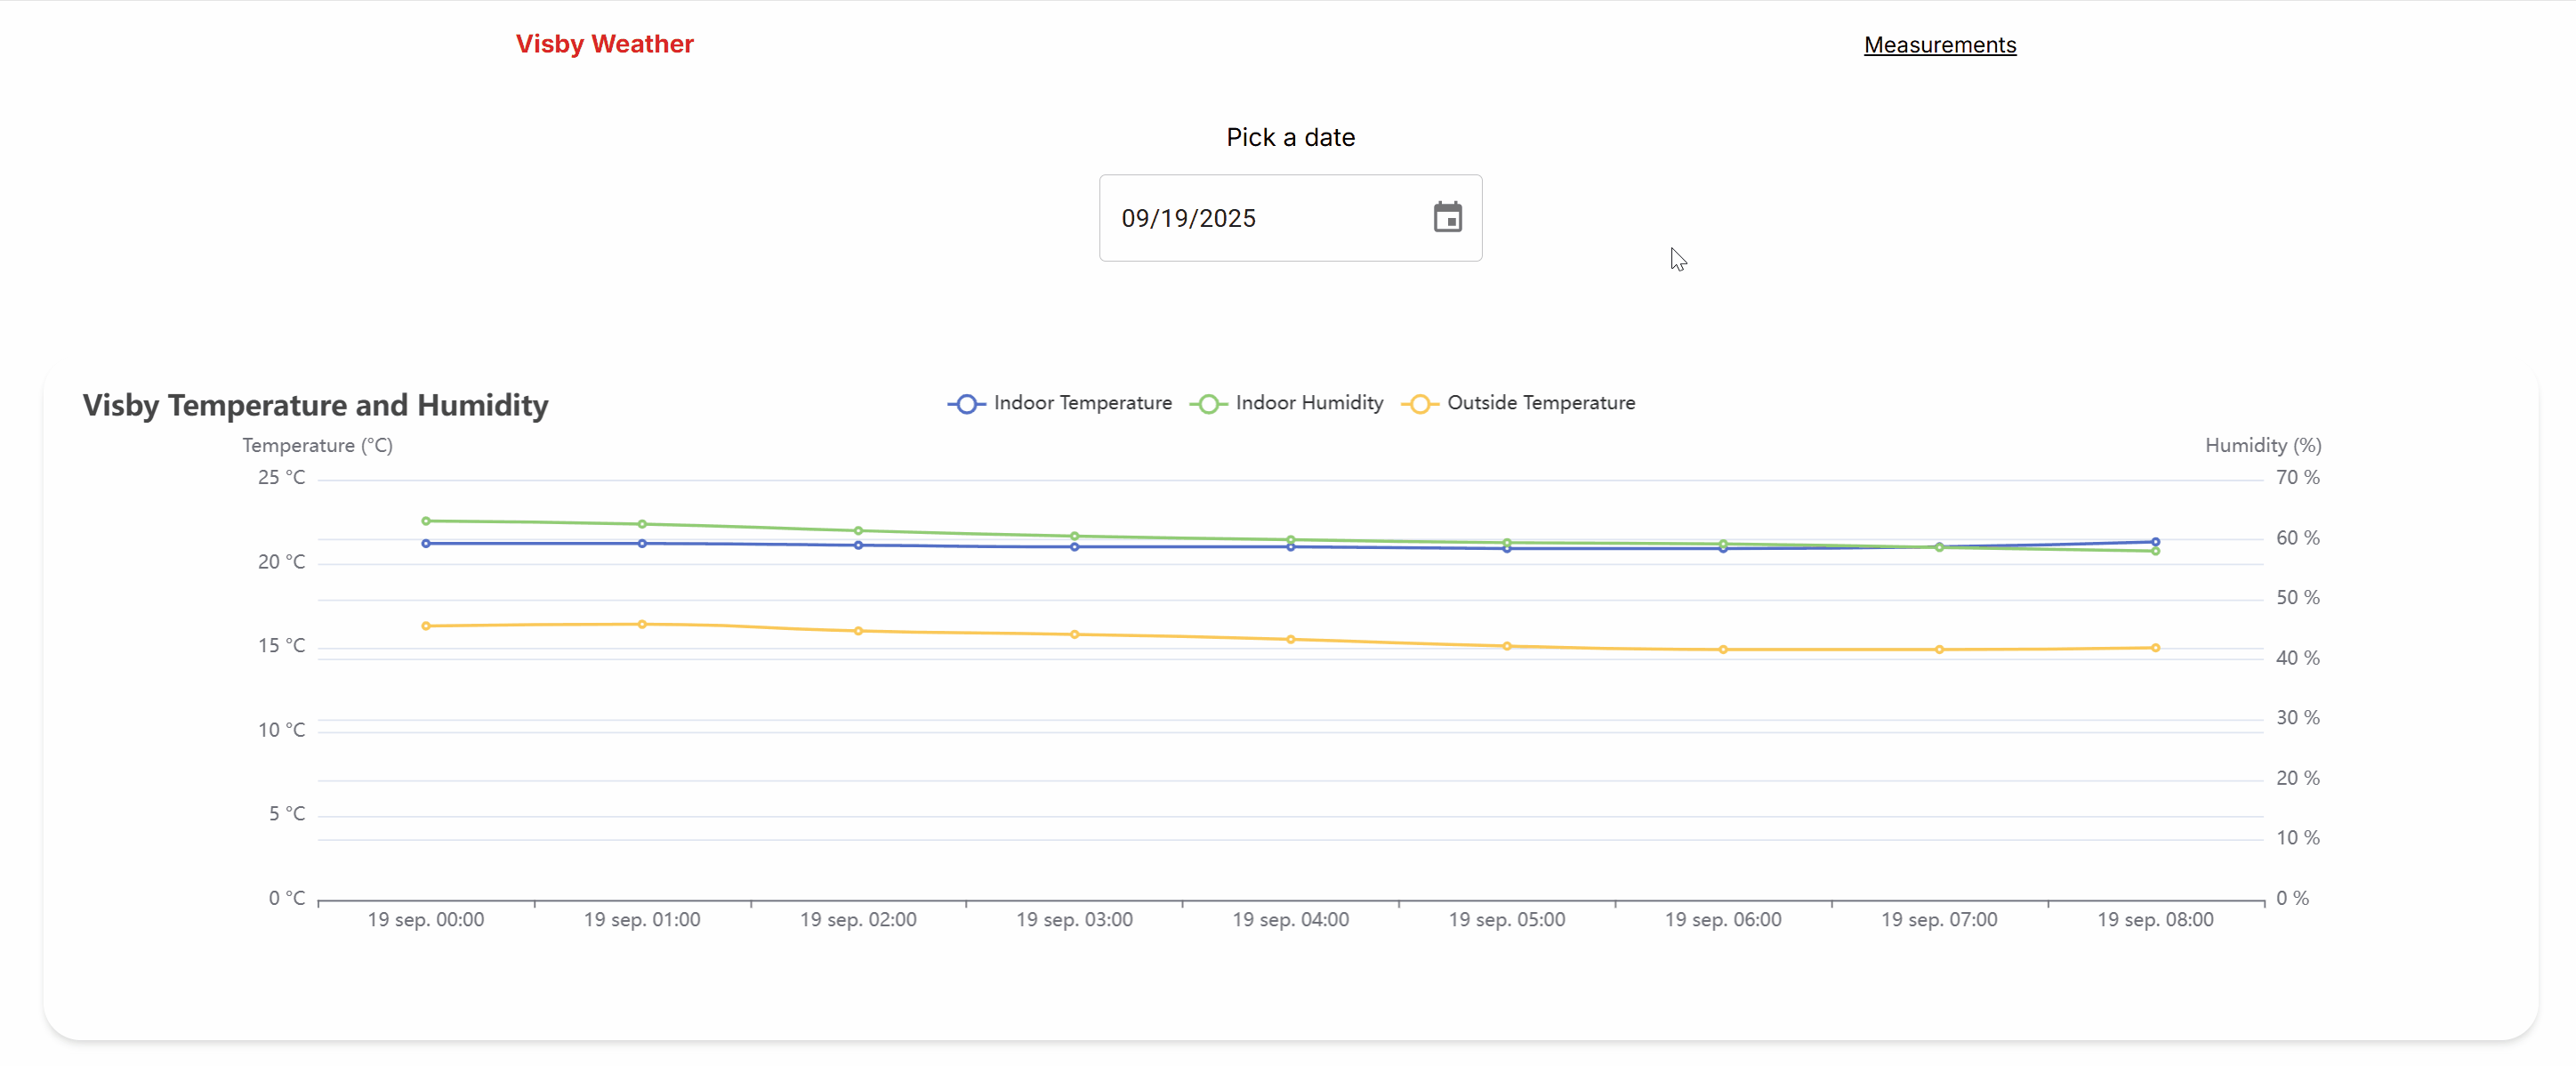 Visby Weather
Measurements
Pick a date
09/19/2025
Visby Temperature and Humidity
Indoor Temperature
Indoor Humidity
Outside Temperature
Temperature (°C)
Humidity (%)
25 °C
20 °C
15 °C
10 °C
5 °C
0 °C
70 %
60 %
50 %
40 %
30 %
20 %
10 %
0 %
19 sep. 00:00
19 sep. 01:00
19 sep. 02:00
19 sep. 03:00
19 sep. 04:00
19 sep. 05:00
19 sep. 06:00
19 sep. 07:00
19 sep. 08:00